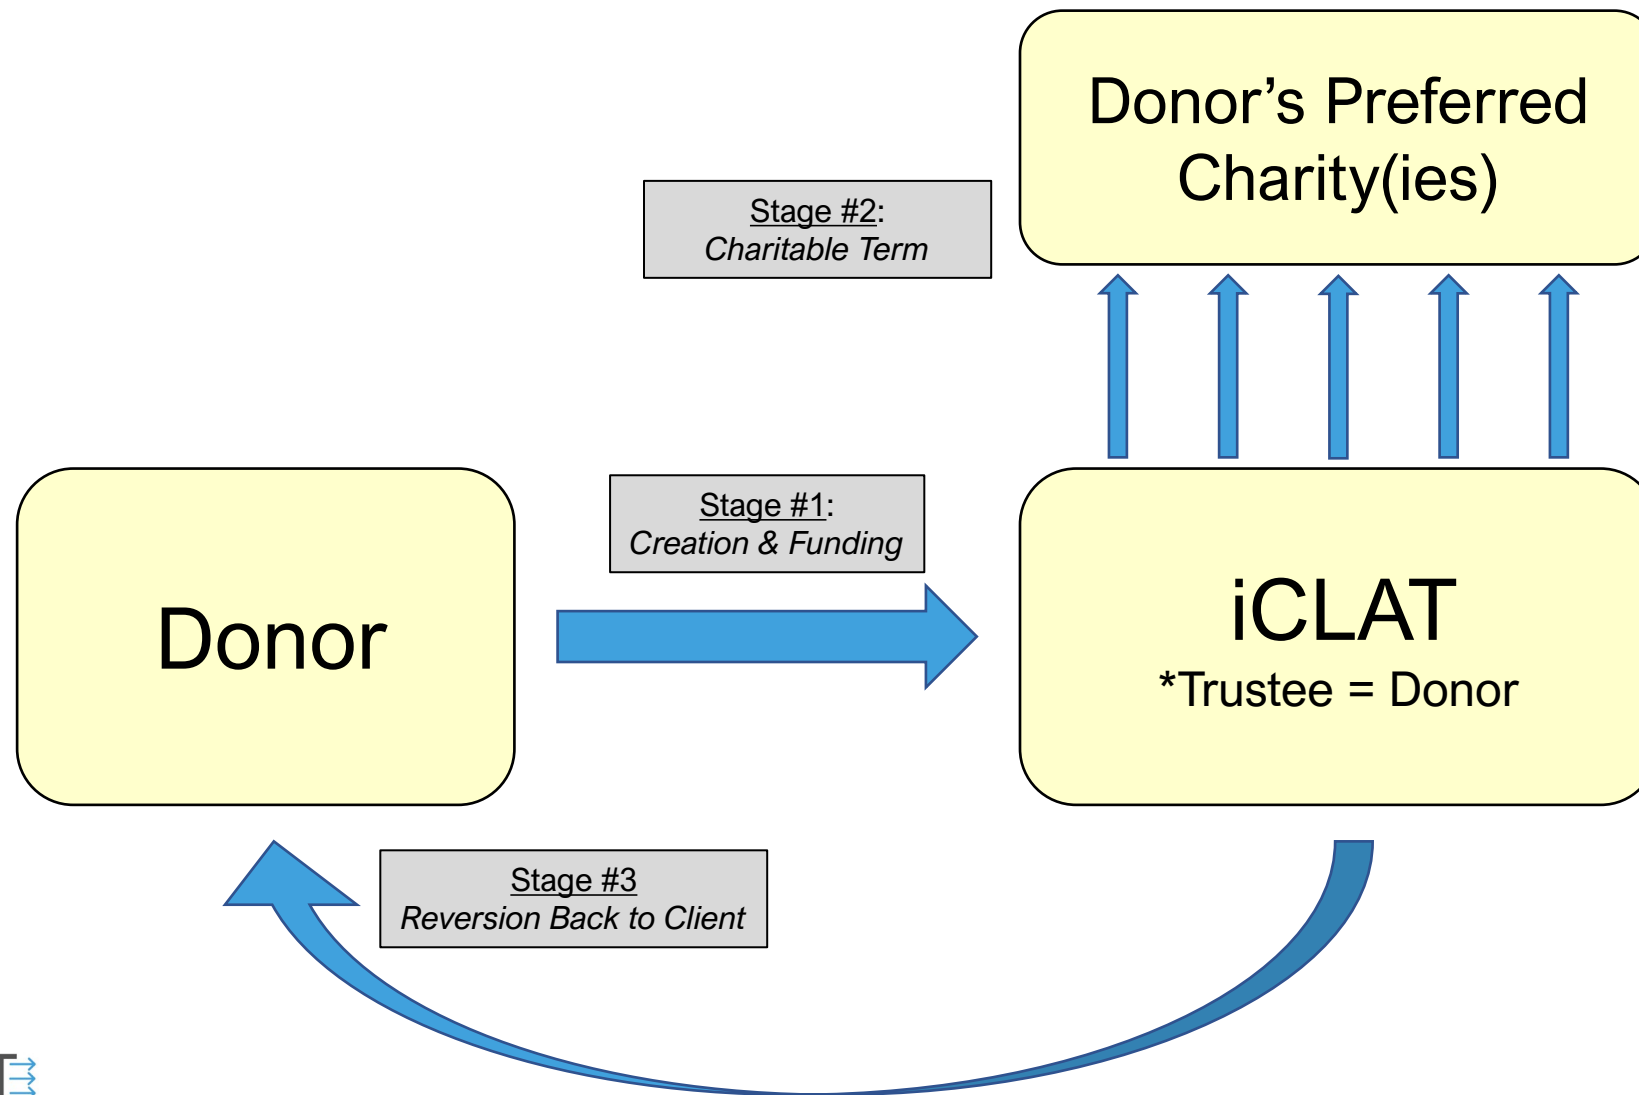 Donor’s Preferred
Charity(ies)
Stage #2:
Charitable Term
Stage #1:
Creation & Funding
Donor
iCLAT
*Trustee = Donor
Stage #3
Reversion Back to Client